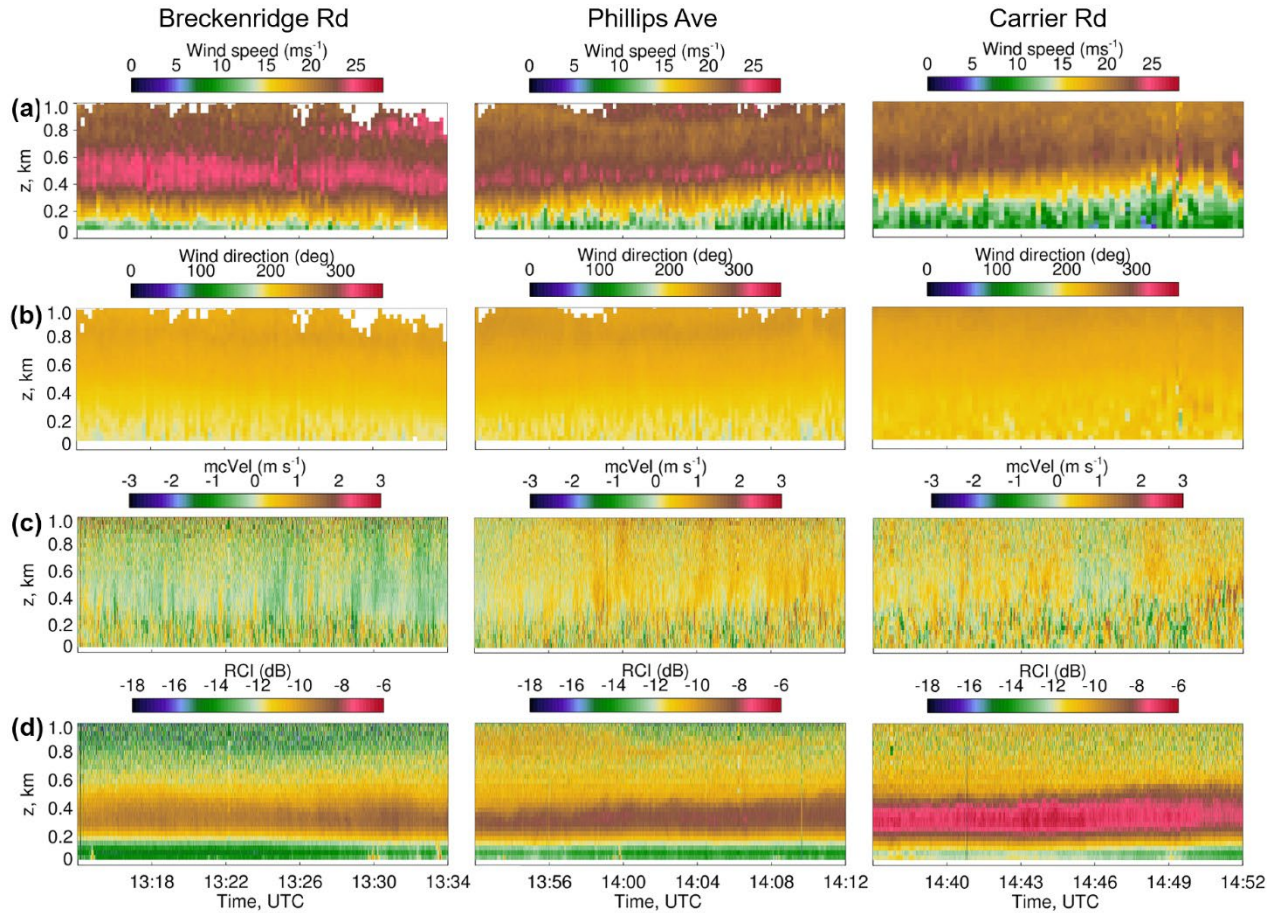 Breckenridge Rd Phillips Ave Carrier Rd
Wind speed (ms-1) Wind speed (ms-1) Wind speed (ms-1)
0 5 10 15 20 25 0 5 10 15 20 25 0 5 10 15 20 25
(a)
1.0
0.8
0.6
0.4
0.2
0
z, km
Wind direction (deg) Wind direction (deg) Wind direction (deg)
0 100 200 300 0 100 200 300 0 100 200 300
(b)
1.0
0.8
0.6
0.4
0.2
0
z, km
mcVel (m s-1) mcVel (m s-1) mcVel (m s-1)
-3 -2 -1 0 1 2 3 -3 -2 -1 0 1 2 3 -3 -2 -1 0 1 2 3
(c)
1.0
0.8
0.6
0.4
0.2
0
z, km
RCI (dB) RCI (dB) RCI (dB)
-18 -16 -14 -12 -10 -8 -6 -18 -16 -14 -12 -10 -8 -6 -18 -16 -14 -12 -10 -8 -6
(d)
1.0
0.8
0.6
0.4
0.2
0
z, km
13:18 13:22 13:26 13:30 13:34 13:56 14:00 14:04 14:08 14:12 14:40 14:43 14:46 14:49 14:52
Time, UTC Time, UTC Time, UTC